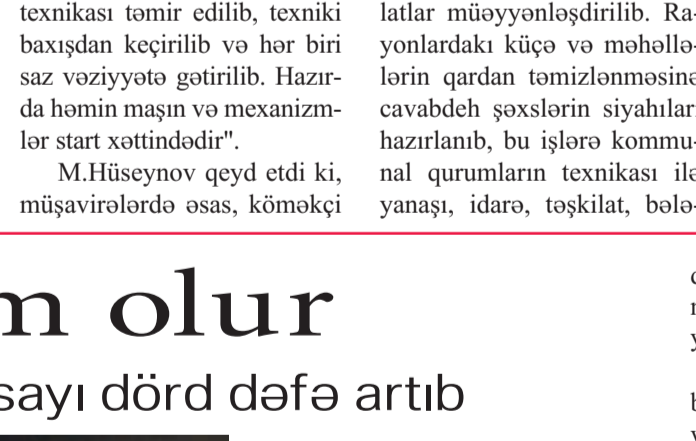 texnikası təmir edilib, texniki
baxışdan keçirilib və hər biri
saz vəziyyətə gətirilib. Hazır-
da həmin maşın və mexanizm-
lər start xəttindədir".
M.Hüseynov qeyd etdi ki,
müşavirələrdə əsas, köməkçi
latlar müəyyənləşdirilib. Ra-
yonlardakı küçə və məhəllə-
lərin qardan təmizlənməsinə
cavabdeh şəxslərin siyahıları
hazırlanıb, bu işlərə kommu-
nal qurumların texnikası ilə
yanaşı, idarə, təşkilat, bələ-
olur
sayı dörd dəfə artıb